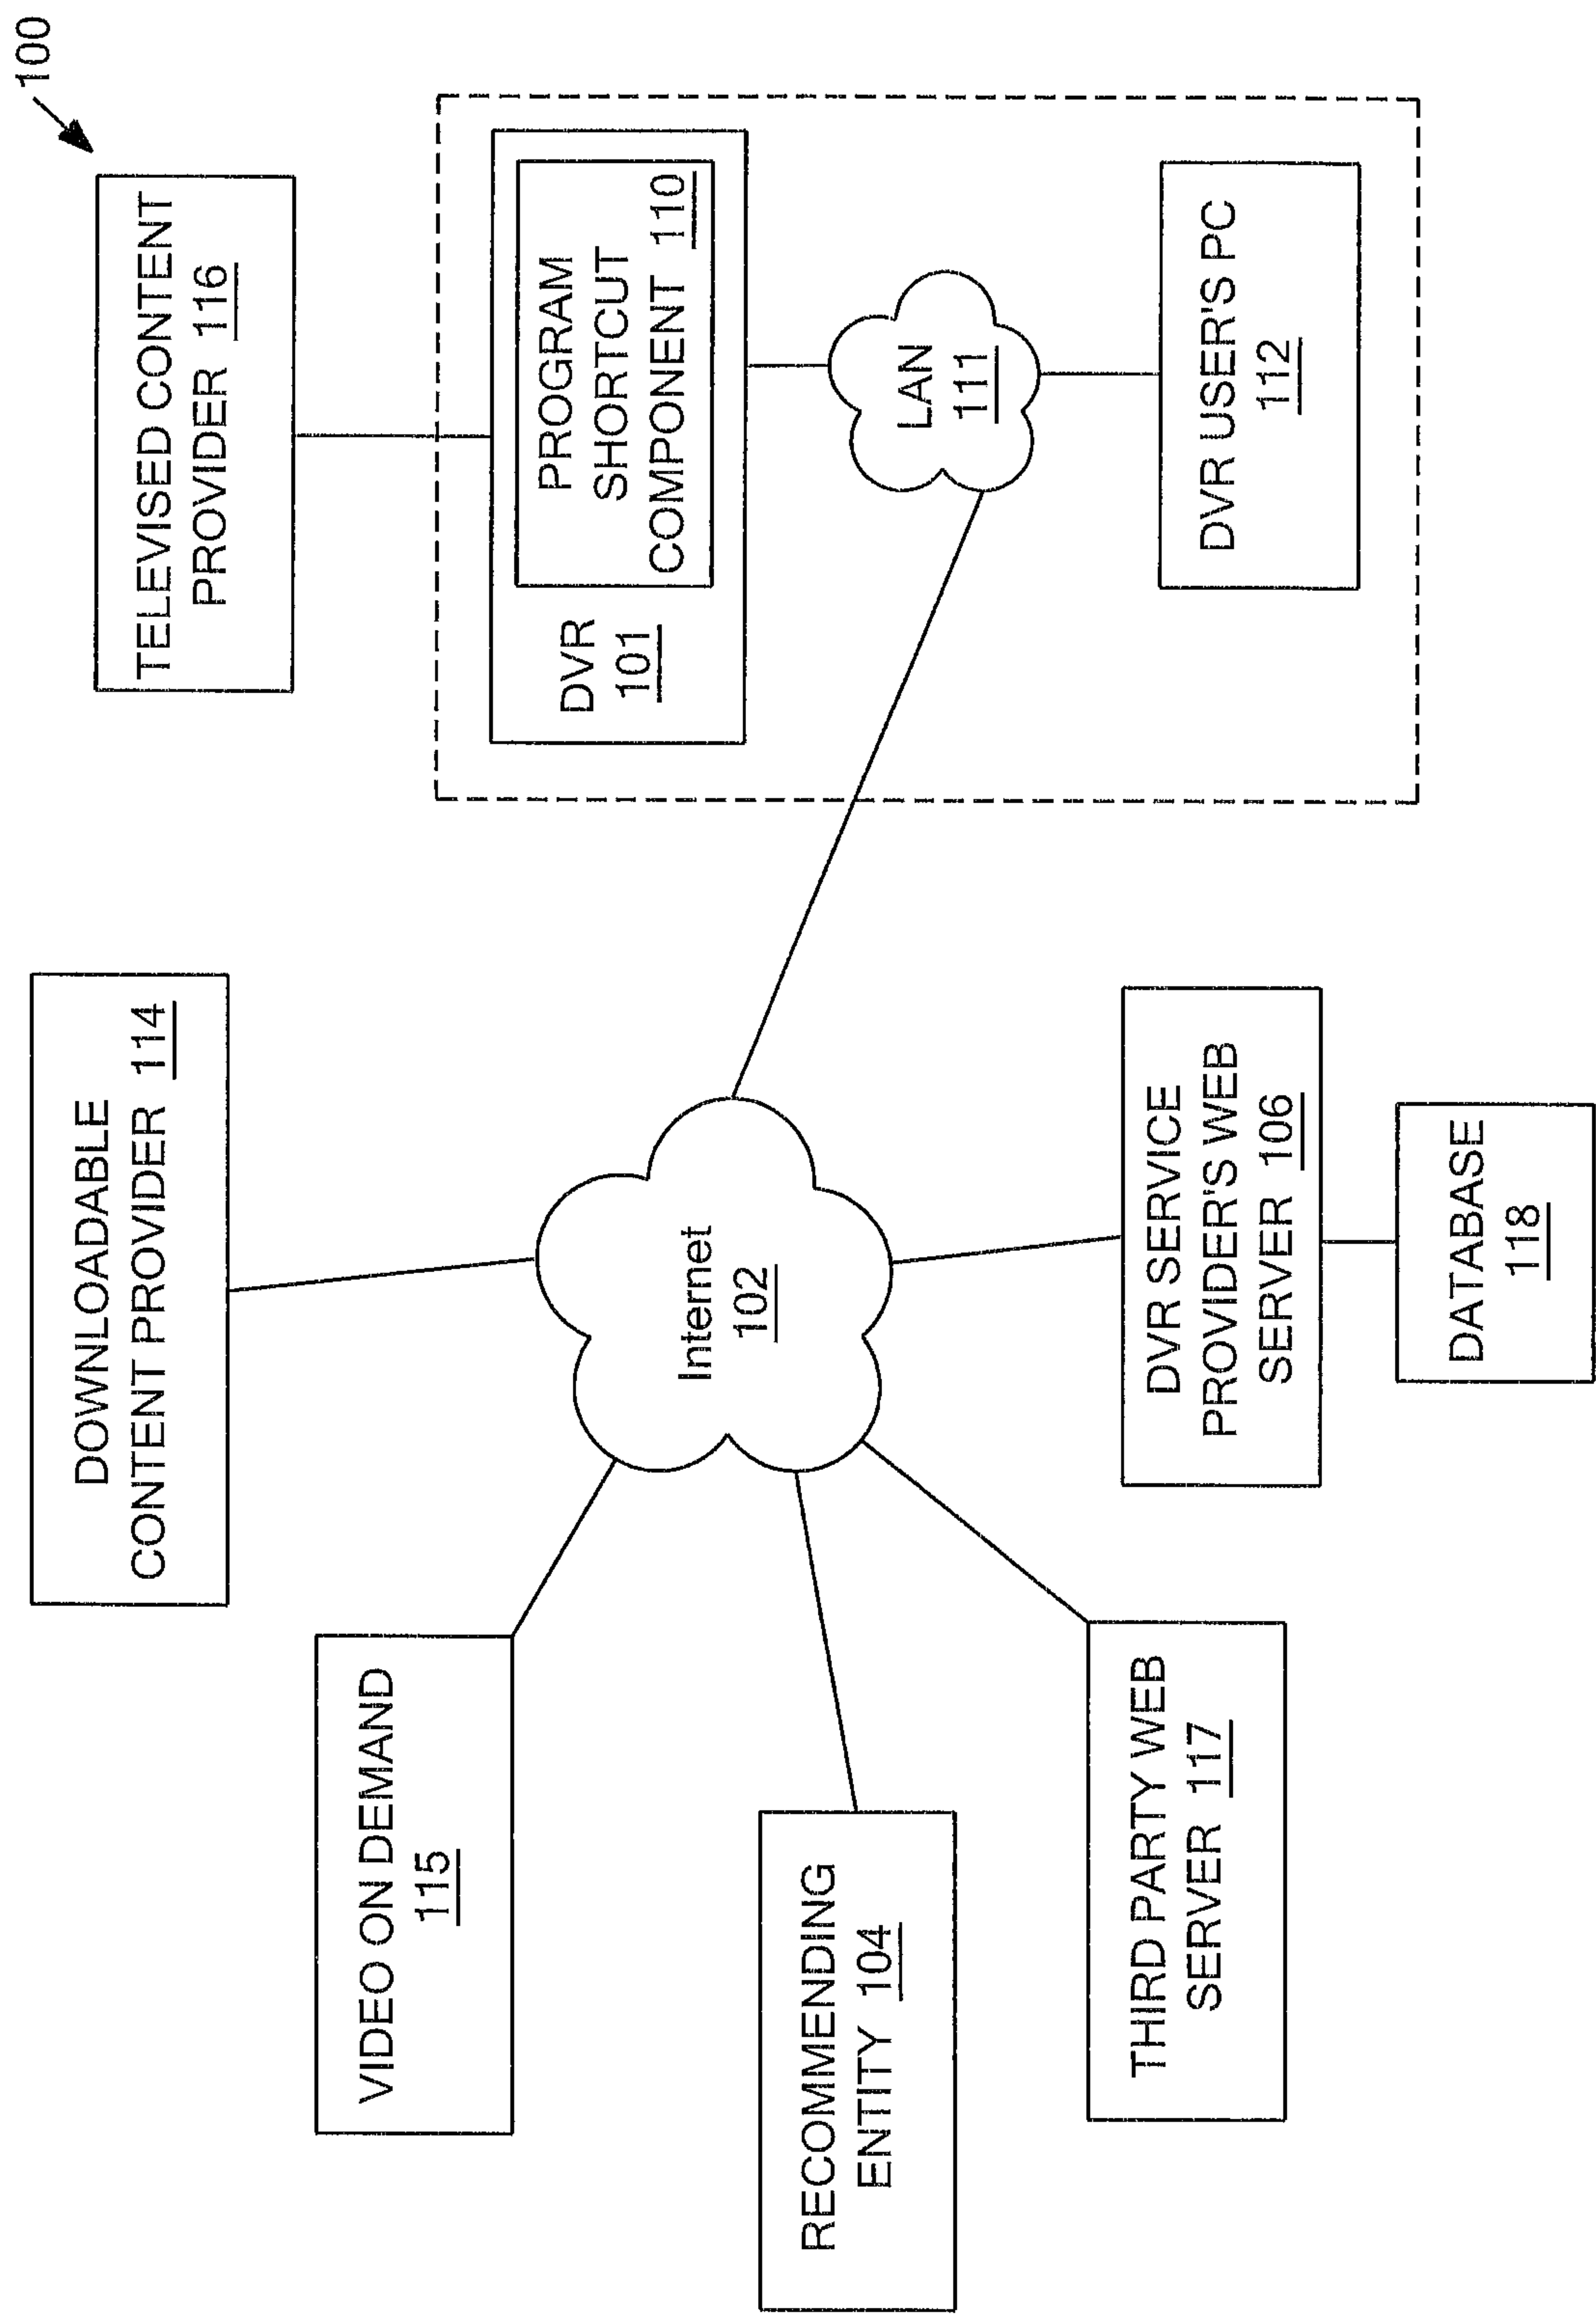 100
TELEVISED CONTENT
PROVIDER 116
PROGRAM
SHORTCUT
COMPONENT 110
DVR
101
LAN
111
DVR USER'S PC
112
DOWNLOADABLE
CONTENT PROVIDER 114
Internet
102
DVR SERVICE
PROVIDER'S WEB
SERVER 106
DATABASE
118
VIDEO ON DEMAND
115
RECOMMENDING
ENTITY 104
THIRD PARTY WEB
SERVER 117